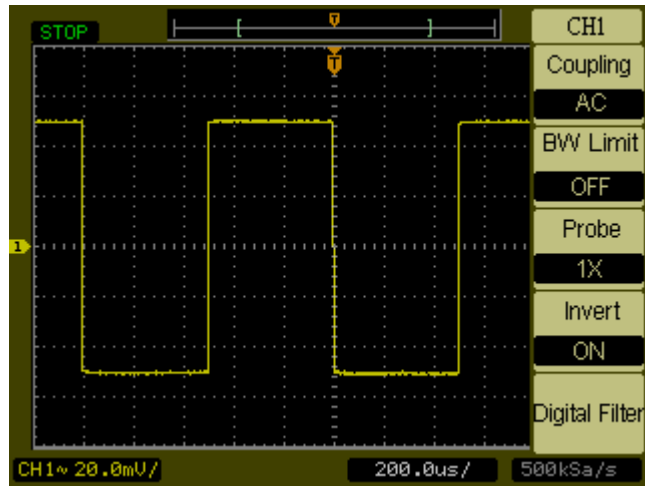 STOP
T
CH1
T
Coupling
AC
BW Limit
OFF
Probe
1
1X
Invert
ON
Digital Filter
CH1~ 20.0mV/
200.0us/
500kSa/s